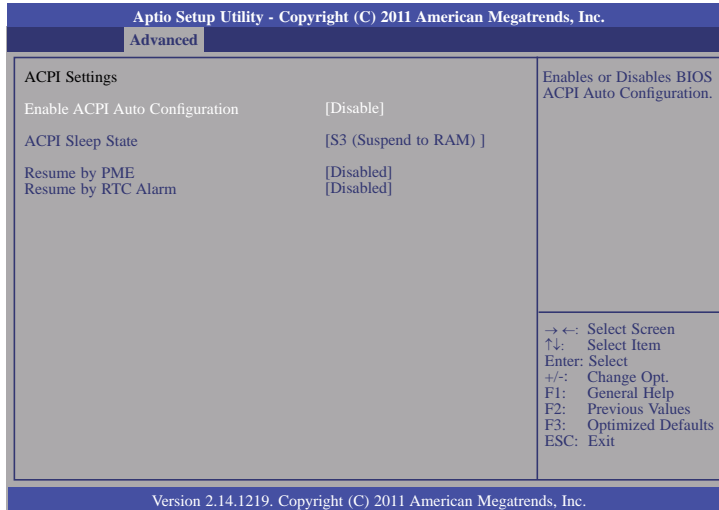 Aptio Setup Utility - Copyright (C) 2011 American Megatrends, Inc.
Advanced
ACPI Settings
Enable ACPI Auto Configuration [Disable]
ACPI Sleep State [S3 (Suspend to RAM) ]
Resume by PME [Disabled]
Resume by RTC Alarm [Disabled]
Enables or Disables BIOS
ACPI Auto Configuration.
→ ←: Select Screen
↑↓: Select Item
Enter: Select
+/-: Change Opt.
F1: General Help
F2: Previous Values
F3: Optimized Defaults
ESC: Exit
Version 2.14.1219. Copyright (C) 2011 American Megatrends, Inc.